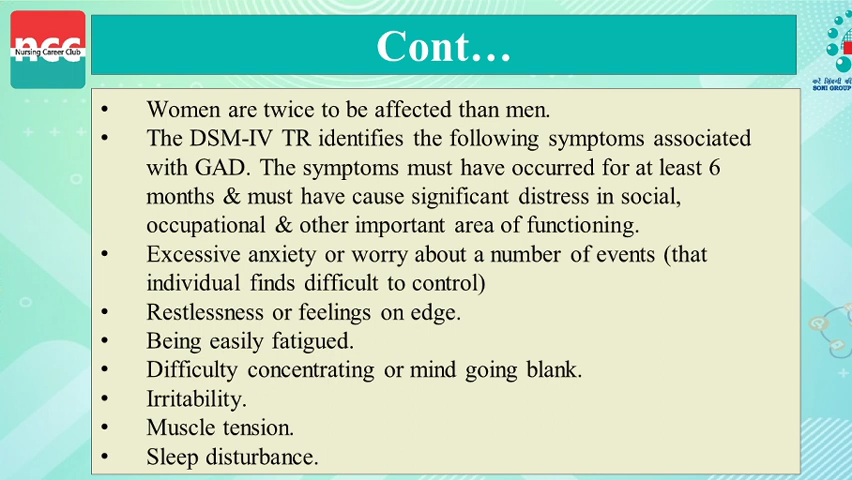 ncc
Nursing Career Club
Cont…
SONI GROUP
• Women are twice to be affected than men.
• The DSM-IV TR identifies the following symptoms associated
with GAD. The symptoms must have occurred for at least 6
months & must have cause significant distress in social,
occupational & other important area of functioning.
• Excessive anxiety or worry about a number of events (that
individual finds difficult to control)
• Restlessness or feelings on edge.
• Being easily fatigued.
• Difficulty concentrating or mind going blank.
• Irritability.
• Muscle tension.
• Sleep disturbance.